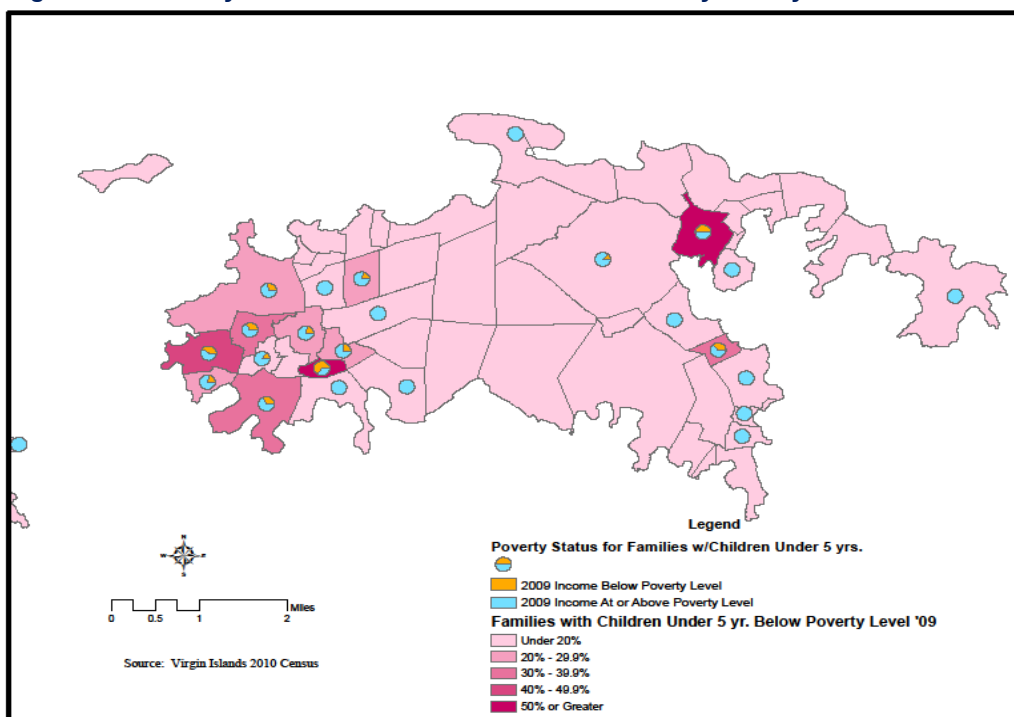 N
W E
S
0 0.5 1 2
Miles
Source: Virgin Islands 2010 Census
Legend
Poverty Status for Families w/Children Under 5 yrs.
2009 Income Below Poverty Level
2009 Income At or Above Poverty Level
Families with Children Under 5 yr. Below Poverty Level '09
Under 20%
20% - 29.9%
30% - 39.9%
40% - 49.9%
50% or Greater